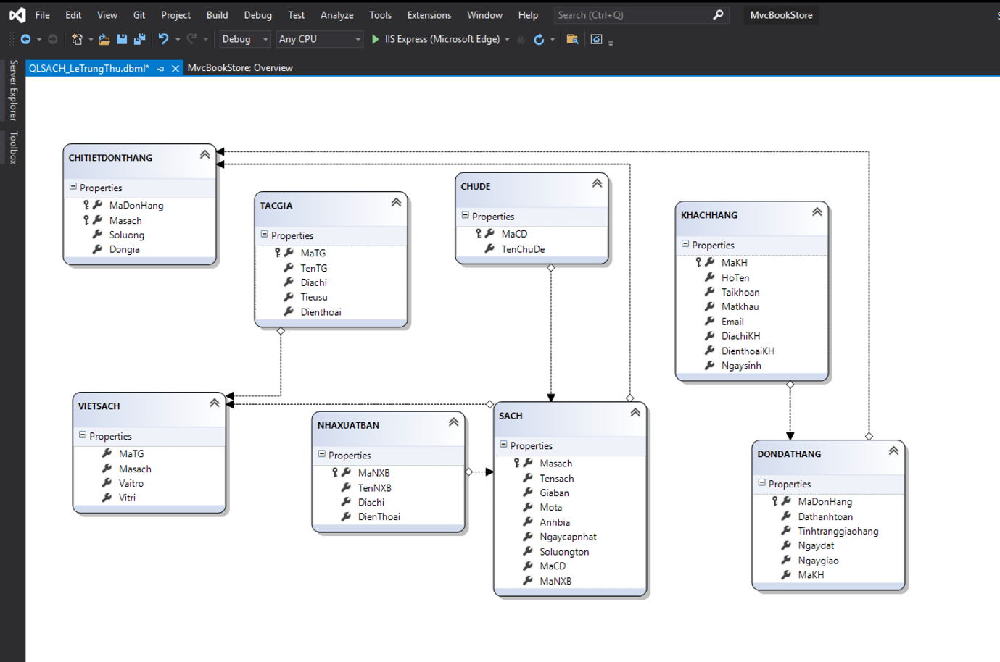 File Edit View Git Project Build Debug Test Analyze Tools Extensions Window Help Search (Ctrl+Q) MvcBookStore
Debug Any CPU IIS Express (Microsoft Edge)
Server Explorer
Toolbox
QLSACH_LeTrungThu.dbml* MvcBookStore: Overview
CHITIETDONTHANG
Properties
MaDonHang
Masach
Soluong
Dongia
TACGIA
Properties
MaTG
TenTG
Diachi
Tieusu
Dienthoai
CHUDE
Properties
MaCD
TenChuDe
KHACHHANG
Properties
MaKH
HoTen
Taikhoan
Matkhau
Email
DiachiKH
DienthoaiKH
Ngaysinh
VIETSACH
Properties
MaTG
Masach
Vaitro
Vitri
NHAXUATBAN
Properties
MaNXB
TenNXB
Diachi
DienThoai
SACH
Properties
Masach
Tensach
Giaban
Mota
Anhbia
Ngaycapnhat
Soluongton
MaCD
MaNXB
DONDATHANG
Properties
MaDonHang
Dathanhtoan
Tinhtranggiaohang
Ngaydat
Ngaygiao
MaKH